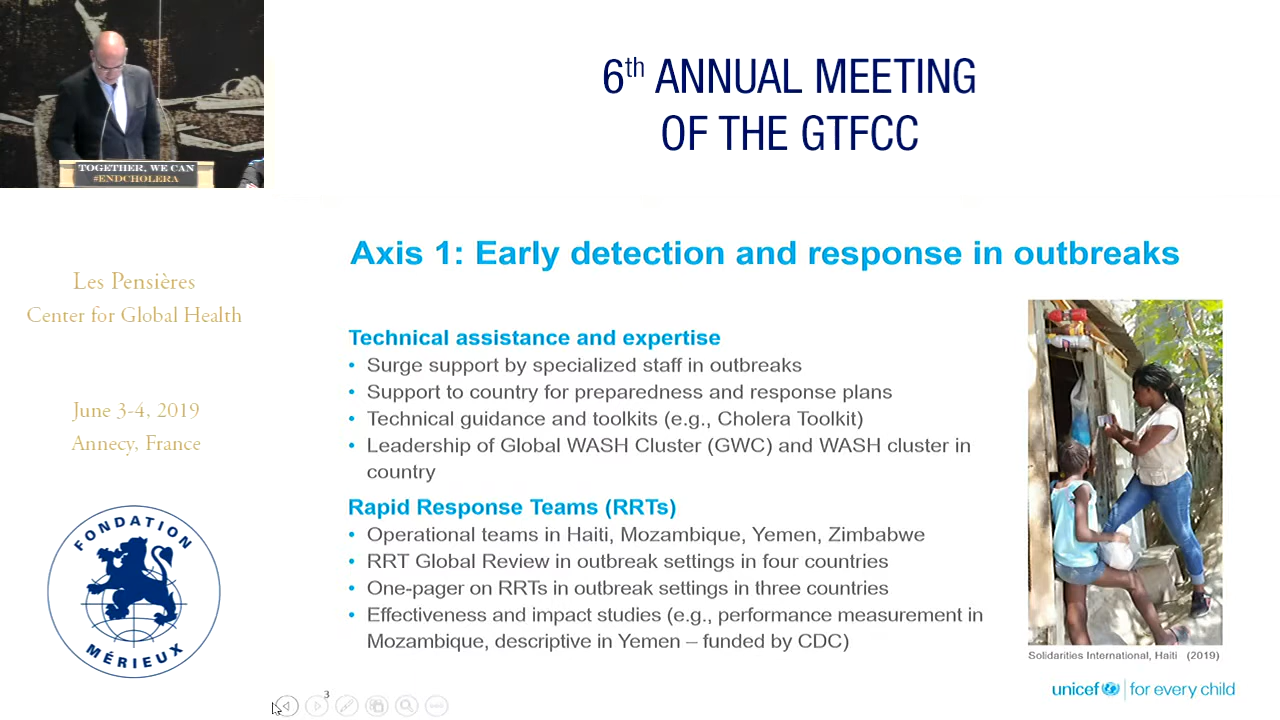 6th ANNUAL MEETING
OF THE GTFCC
TOGETHER, WE CAN
#ENDCHOLERA
Les Pensières
Center for Global Health
June 3-4, 2019
Annecy, France
FONDATION
MÉRIEUX
Axis 1: Early detection and response in outbreaks
Technical assistance and expertise
• Surge support by specialized staff in outbreaks
• Support to country for preparedness and response plans
• Technical guidance and toolkits (e.g., Cholera Toolkit)
• Leadership of Global WASH Cluster (GWC) and WASH cluster in
country
Rapid Response Teams (RRTs)
• Operational teams in Haiti, Mozambique, Yemen, Zimbabwe
• RRT Global Review in outbreak settings in four countries
• One-pager on RRTs in outbreak settings in three countries
• Effectiveness and impact studies (e.g., performance measurement in
Mozambique, descriptive in Yemen – funded by CDC)
Solidarities International, Haiti (2019)
unicef | for every child
3